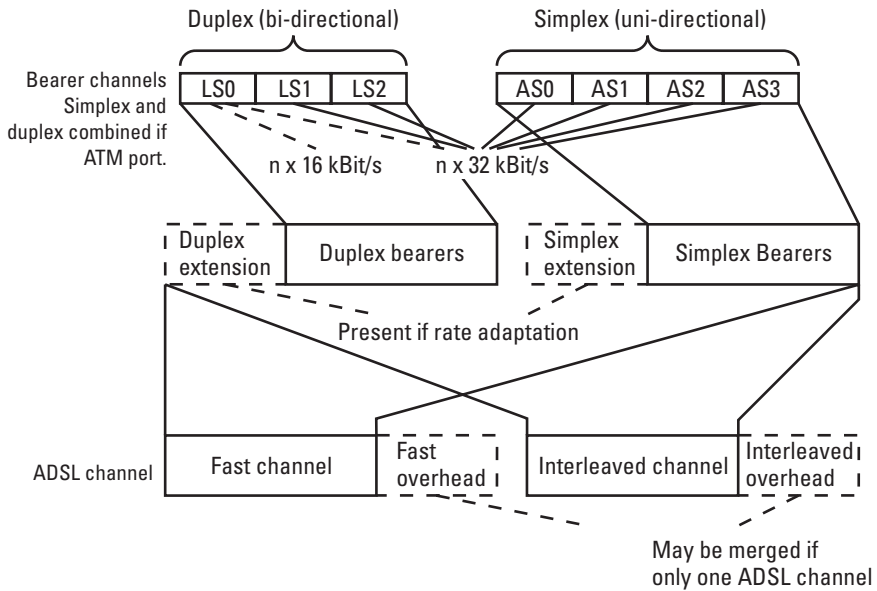 Duplex (bi-directional)
Simplex (uni-directional)
Bearer channels
Simplex and
duplex combined if
ATM port.
LS0 LS1 LS2
AS0 AS1 AS2 AS3
n x 16 kBit/s
n x 32 kBit/s
Duplex
extension
Duplex bearers
Simplex
extension
Simplex Bearers
Present if rate adaptation
ADSL channel
Fast channel
Fast
overhead
Interleaved channel
Interleaved
overhead
May be merged if
only one ADSL channel